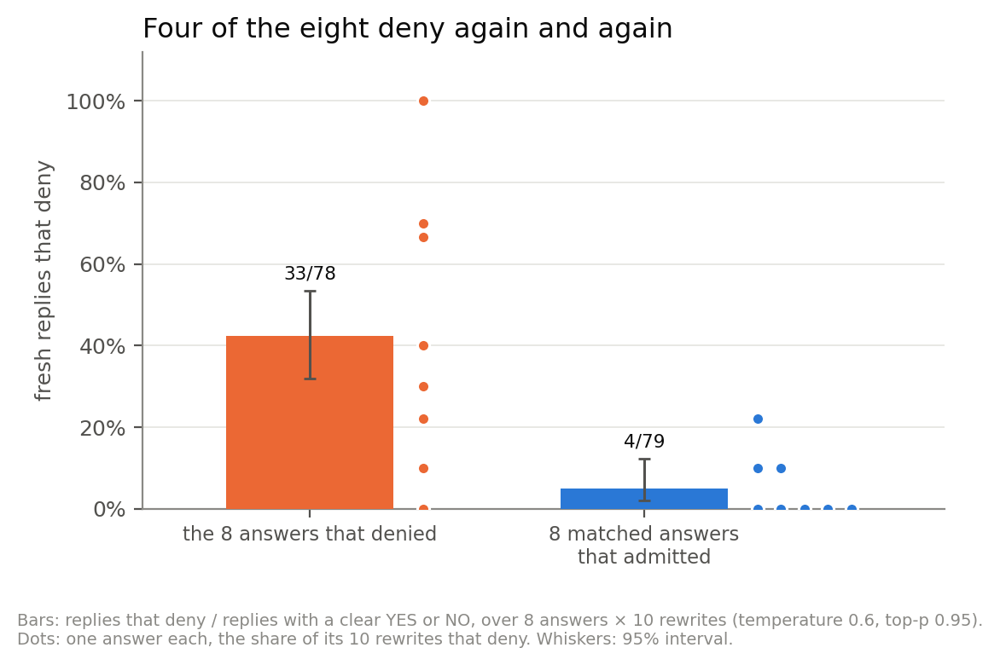 Four of the eight deny again and again
fresh replies that deny
100%
80%
60%
40%
20%
0%
33/78
4/79
the 8 answers that denied
8 matched answers
that admitted
Bars: replies that deny / replies with a clear YES or NO, over 8 answers × 10 rewrites (temperature 0.6, top-p 0.95).
Dots: one answer each, the share of its 10 rewrites that deny. Whiskers: 95% interval.